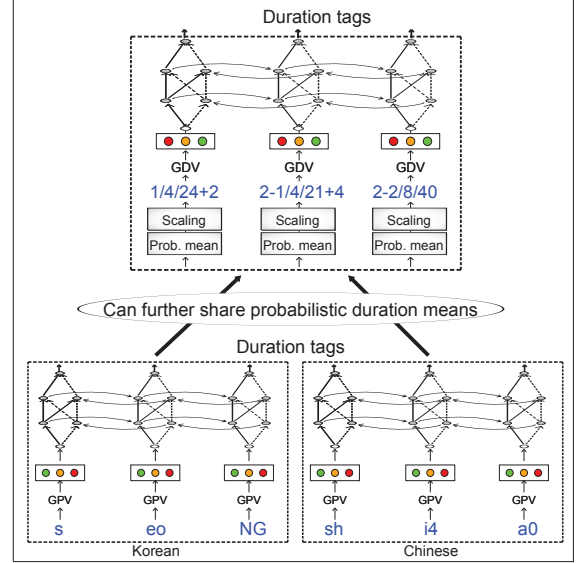 Duration tags
GDV GDV GDV
1/4/24+2 2-1/4/21+4 2-2/8/40
Scaling Scaling Scaling
Prob. mean Prob. mean Prob. mean
Can further share probabilistic duration means
Duration tags
GPV GPV GPV GPV GPV GPV
s eo NG sh i4 a0
Korean Chinese